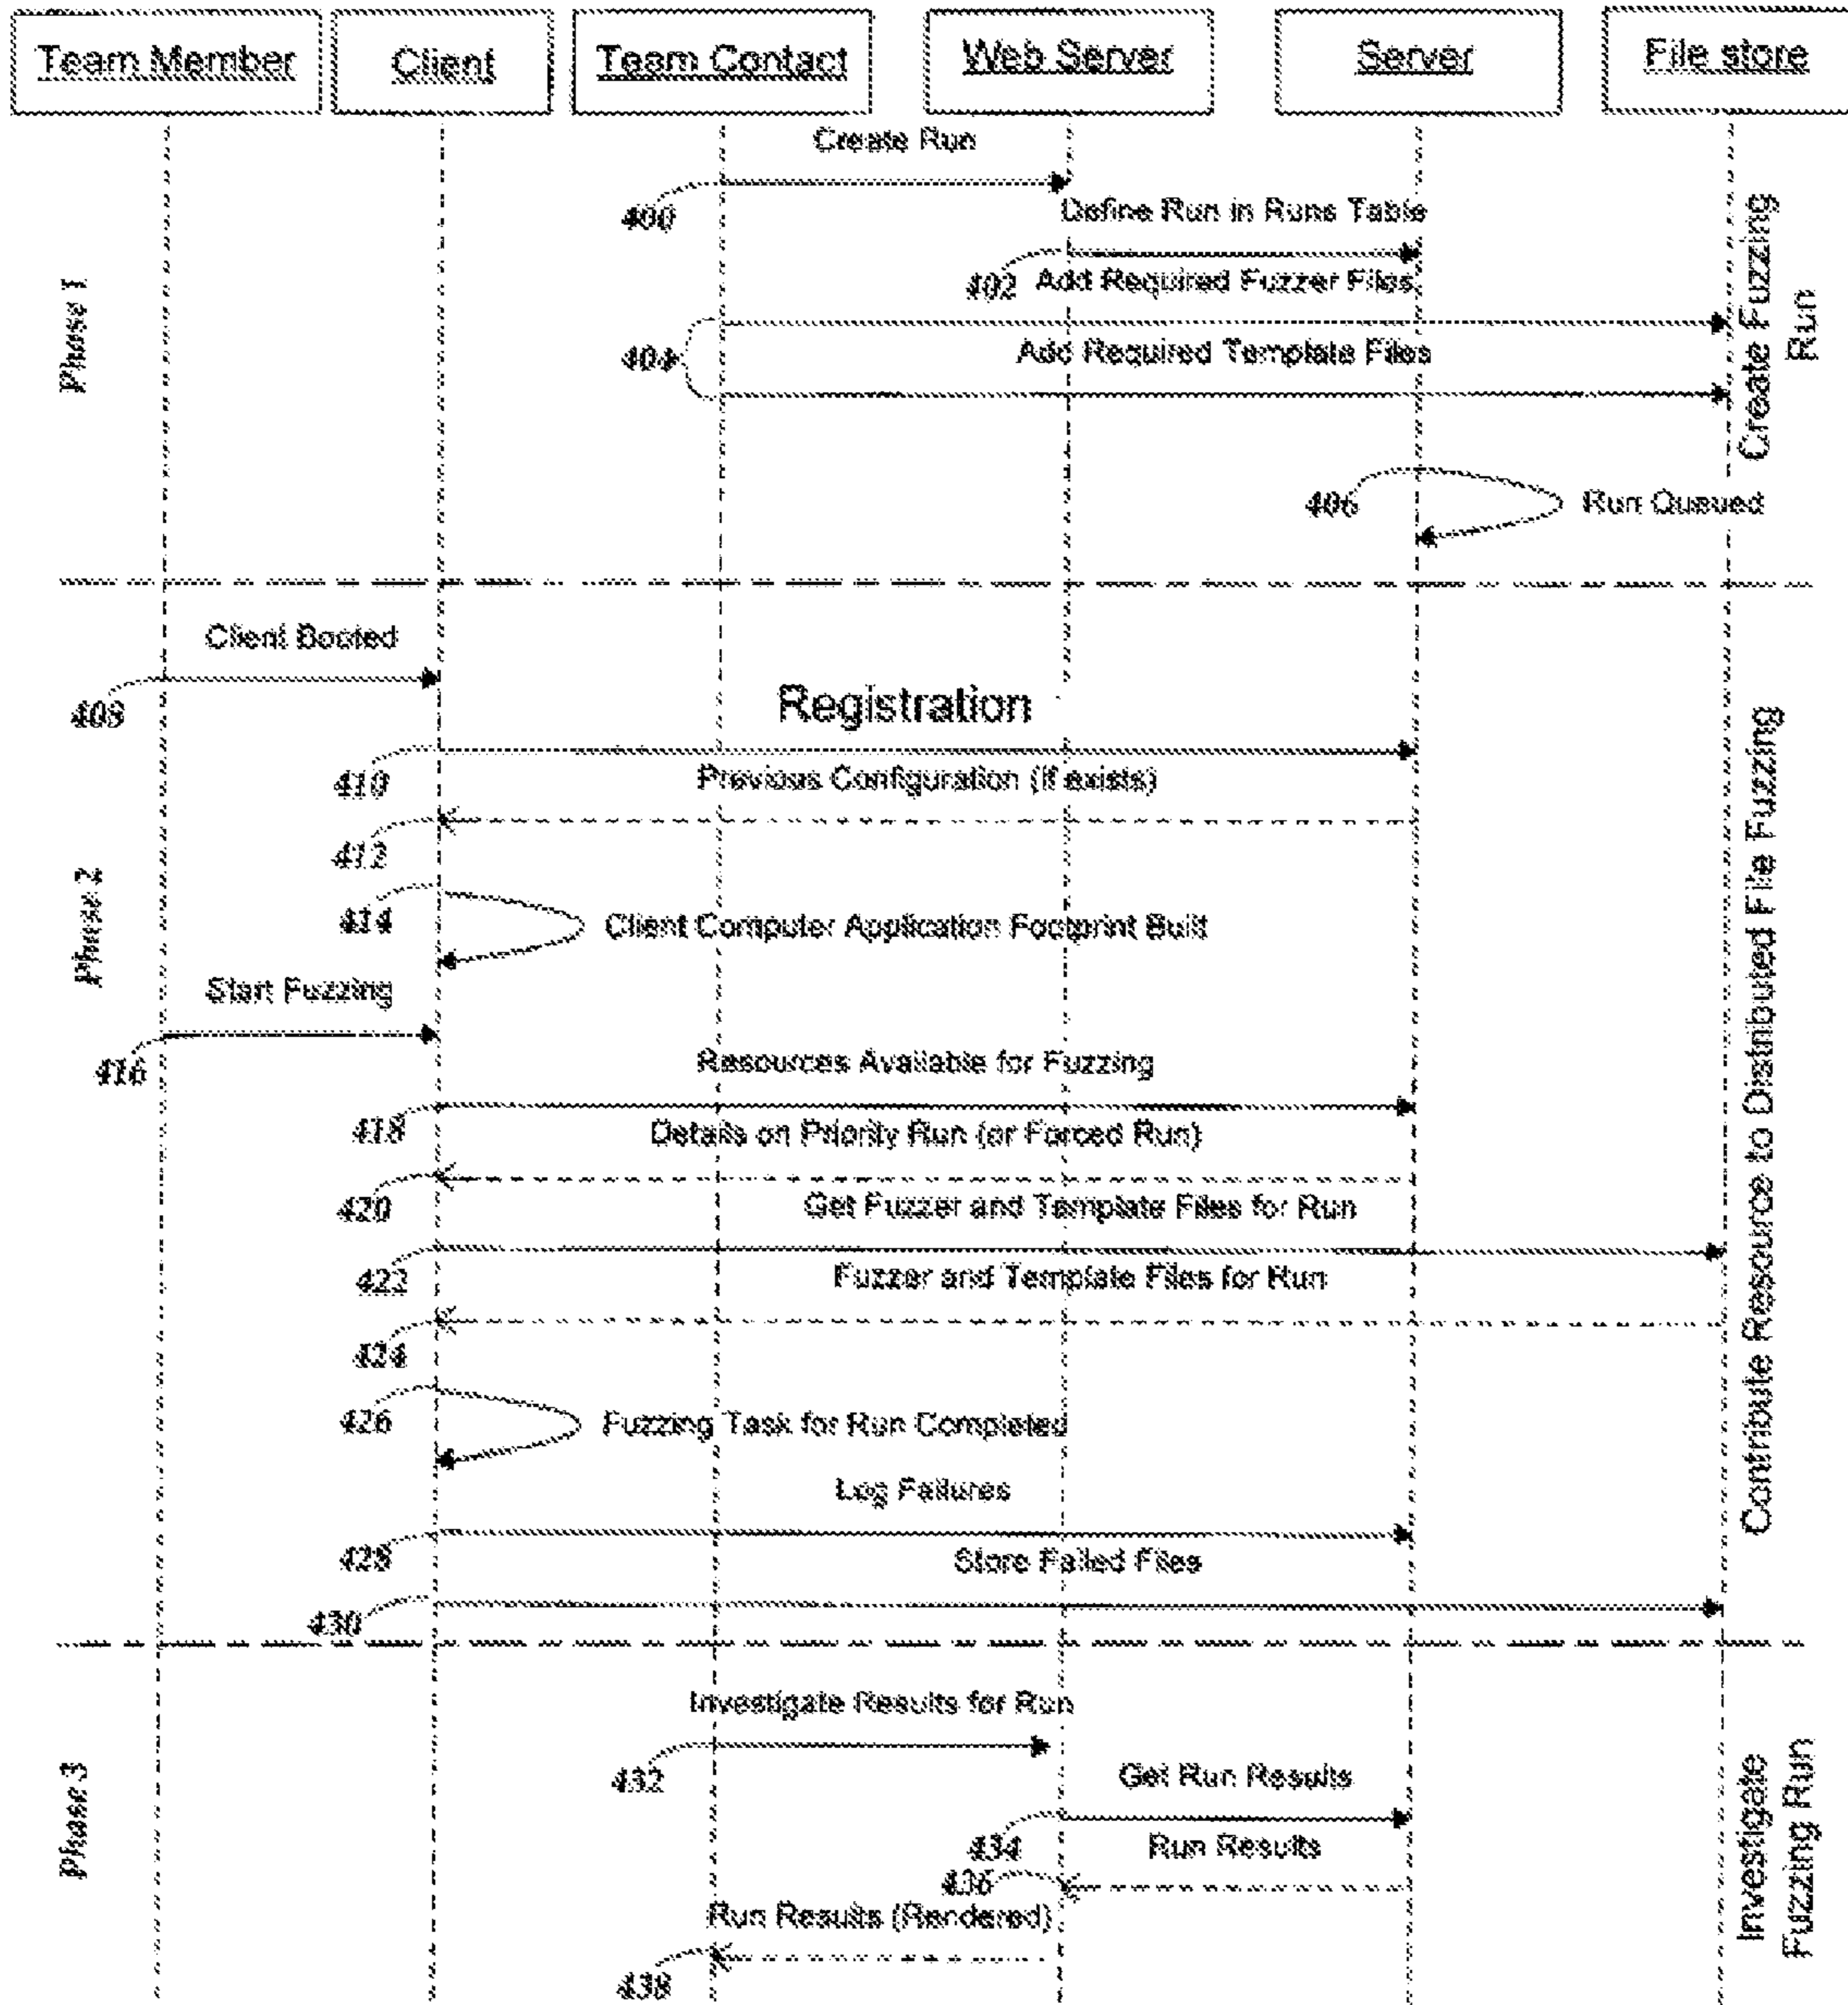 Team Member
Client
Team Contact
Web Server
Server
File store
Create Run
400
Define Run in Runs Table
402
Add Required Fuzzer Files
404
Add Required Template Files
406
Run Queued
Phase 1
Create Fuzzing
Run
Client Booted
408
Registration
410
Previous Configuration (if exists)
412
414
Client Computer Application Footprint Built
Start Fuzzing
416
Resources Available for Fuzzing
418
Details on Priority Run (or Forced Run)
420
Get Fuzzer and Template Files for Run
422
Fuzzer and Template Files for Run
424
426
Fuzzing Task for Run Completed
Log Failures
428
Store Failed Files
430
Phase 2
Contribute Resource to Distributed File Fuzzing
Investigate Results for Run
432
Get Run Results
434
Run Results
436
Run Results (Rendered)
438
Phase 3
Investigate
Fuzzing Run